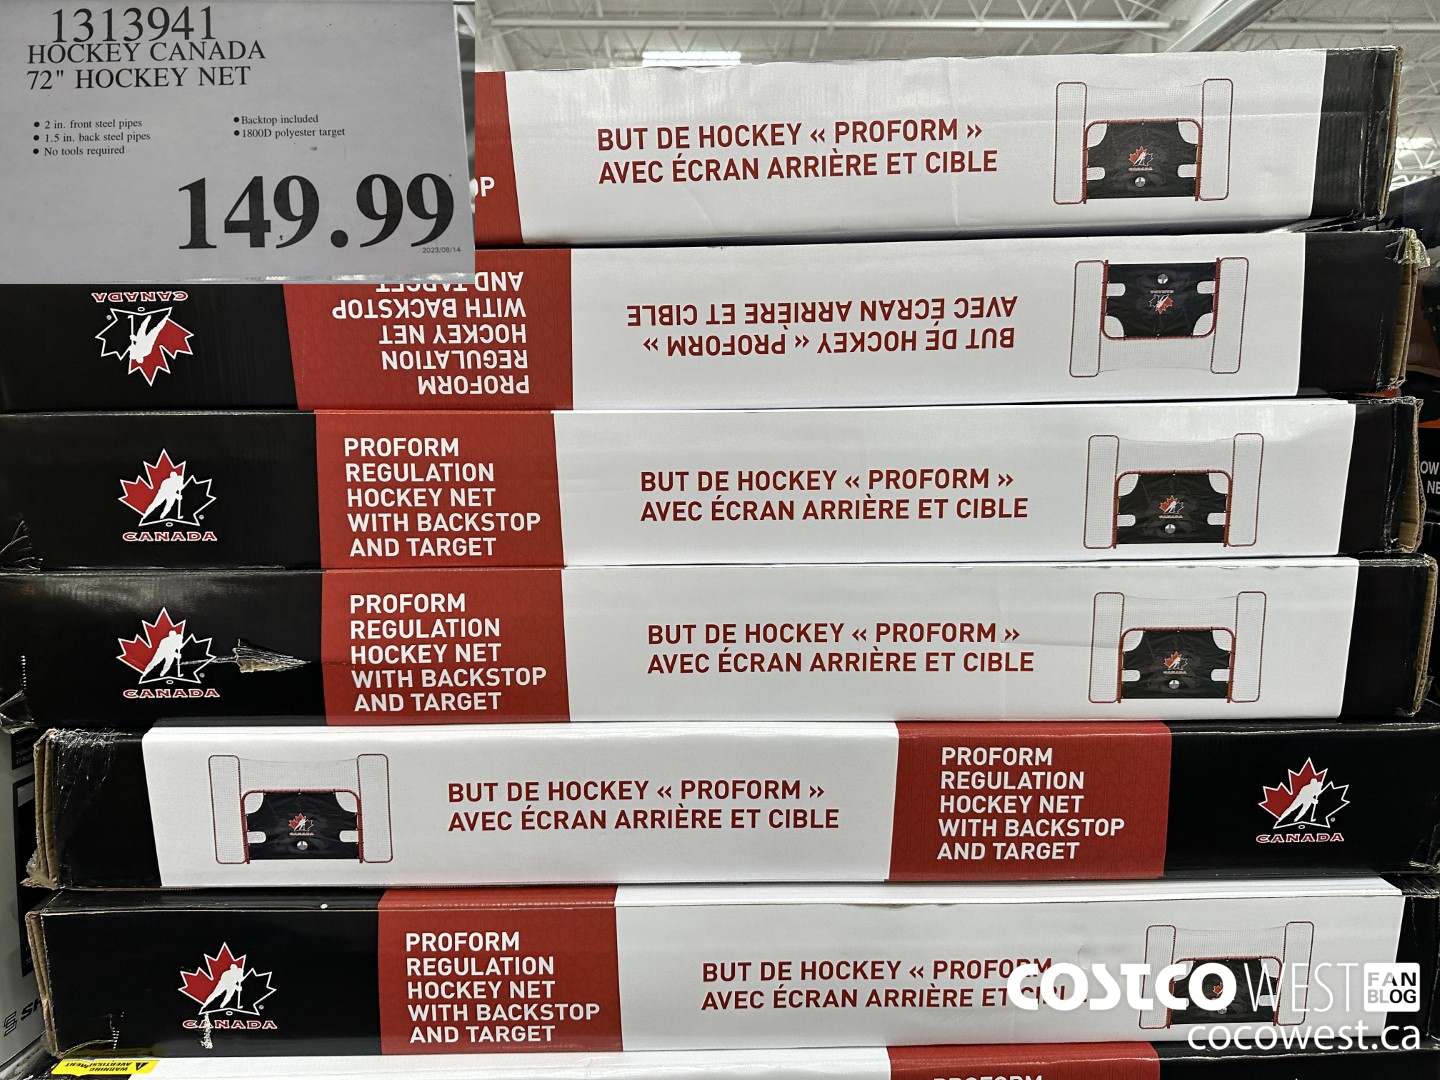 1313941
HOCKEY CANADA
72" HOCKEY NET
• 2 in. front steel pipes
• 1.5 in. back steel pipes
• No tools required
• Backtop included
• 1800D polyester target
149.99
2023/08/14
OP
BUT DE HOCKEY « PROFORM »
AVEC ÉCRAN ARRIÈRE ET CIBLE
CANADA
PROFORM
REGULATION
HOCKEY NET
WITH BACKSTOP
AND TARGET
BUT DE HOCKEY « PROFORM »
AVEC ÉCRAN ARRIÈRE ET CIBLE
CANADA
PROFORM
REGULATION
HOCKEY NET
WITH BACKSTOP
AND TARGET
BUT DE HOCKEY « PROFORM »
AVEC ÉCRAN ARRIÈRE ET CIBLE
CANADA
PROFORM
REGULATION
HOCKEY NET
WITH BACKSTOP
AND TARGET
BUT DE HOCKEY « PROFORM »
AVEC ÉCRAN ARRIÈRE ET CIBLE
BUT DE HOCKEY « PROFORM »
AVEC ÉCRAN ARRIÈRE ET CIBLE
PROFORM
REGULATION
HOCKEY NET
WITH BACKSTOP
AND TARGET
CANADA
CANADA
PROFORM
REGULATION
HOCKEY NET
WITH BACKSTOP
AND TARGET
BUT DE HOCKEY « PROFORM
AVEC ÉCRAN ARRIÈRE ET CIBLE
COSTCO WEST FAN BLOG
cocowest.ca
WARNING
AVERTISSEMENT
PROFORM